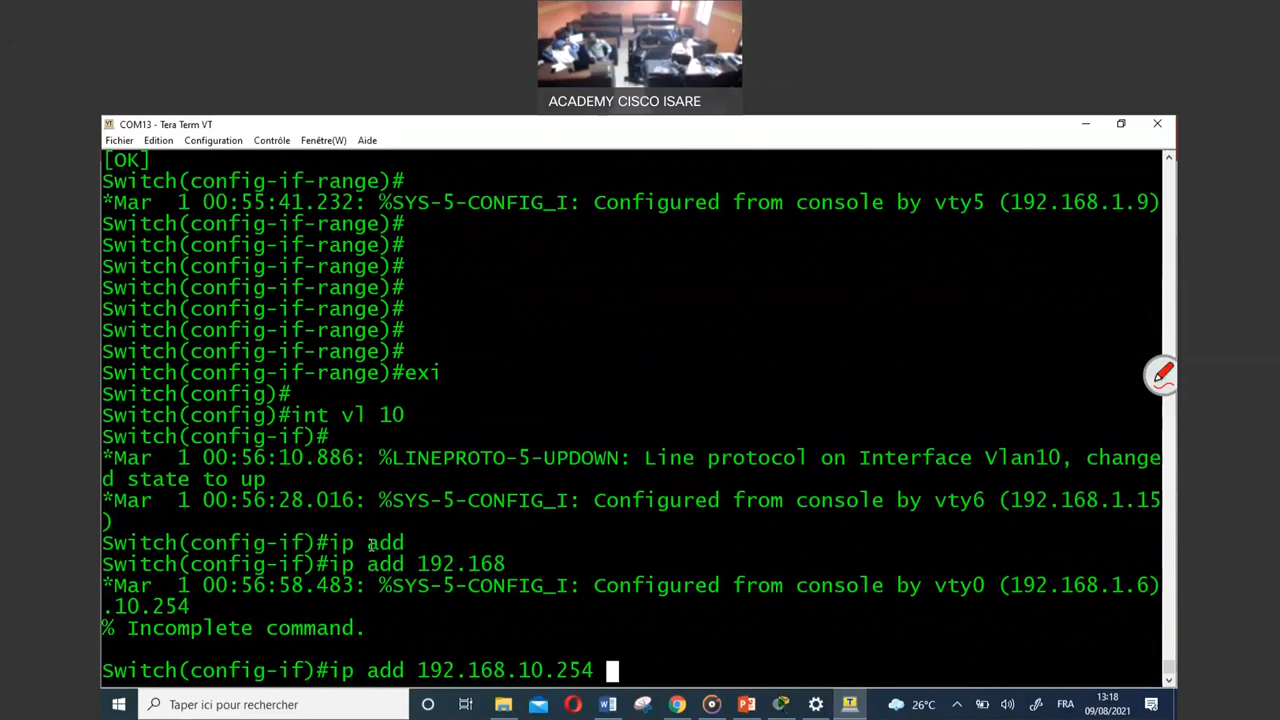 ACADEMY CISCO ISARE
COM13 - Tera Term VT
Fichier Edition Configuration Contrôle Fenêtre(W) Aide
[OK]
Switch(config-if-range)#
*Mar  1 00:55:41.232: %SYS-5-CONFIG_I: Configured from console by vty5 (192.168.1.9)
Switch(config-if-range)#
Switch(config-if-range)#
Switch(config-if-range)#
Switch(config-if-range)#
Switch(config-if-range)#
Switch(config-if-range)#
Switch(config-if-range)#
Switch(config-if-range)#exi
Switch(config)#
Switch(config)#int vl 10
Switch(config-if)#
*Mar  1 00:56:10.886: %LINEPROTO-5-UPDOWN: Line protocol on Interface Vlan10, change
d state to up
*Mar  1 00:56:28.016: %SYS-5-CONFIG_I: Configured from console by vty6 (192.168.1.15
)
Switch(config-if)#ip add
Switch(config-if)#ip add 192.168
*Mar  1 00:56:58.483: %SYS-5-CONFIG_I: Configured from console by vty0 (192.168.1.6)
.10.254
% Incomplete command.
Switch(config-if)#ip add 192.168.10.254
Taper ici pour rechercher
26°C
FRA
13:18
09/08/2021